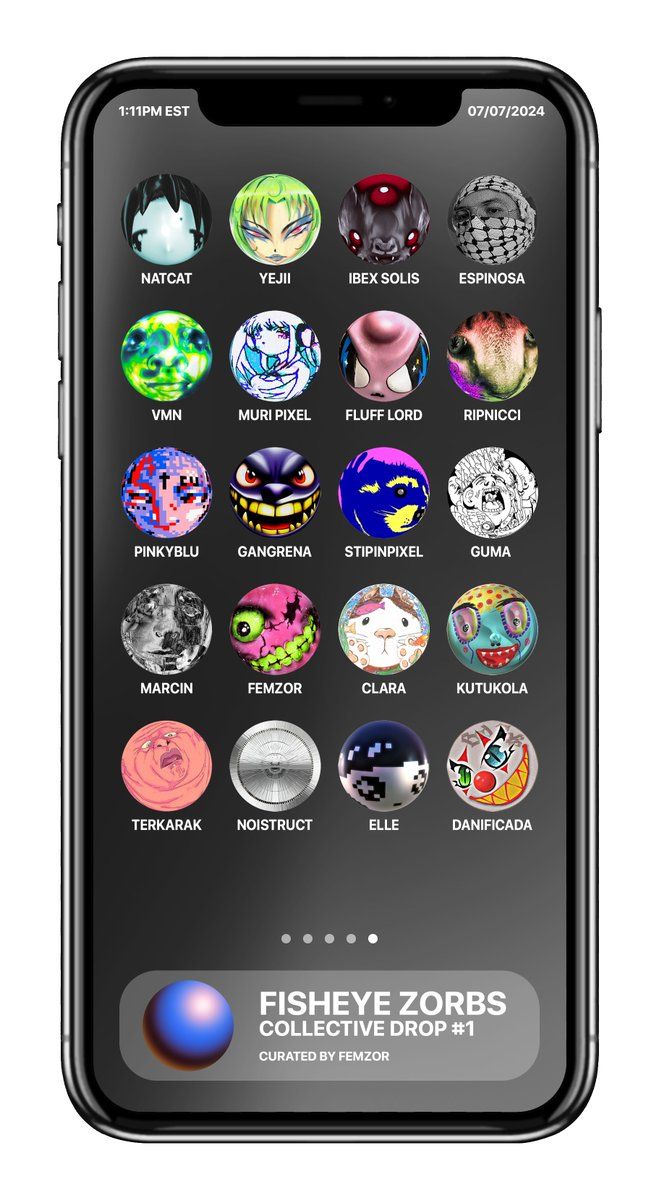 1:11PM EST 07/07/2024
NATCAT YEJII IBEX SOLIS ESPINOSA
VMN MURI PIXEL FLUFF LORD RIPNICCI
PINKYBLU GANGRENA STIPINPIXEL GUMA
MARCIN FEMZOR CLARA KUTUKOLA
TERKARAK NOISTRUCT ELLE DANIFICADA
FISHEYE ZORBS
COLLECTIVE DROP #1
CURATED BY FEMZOR